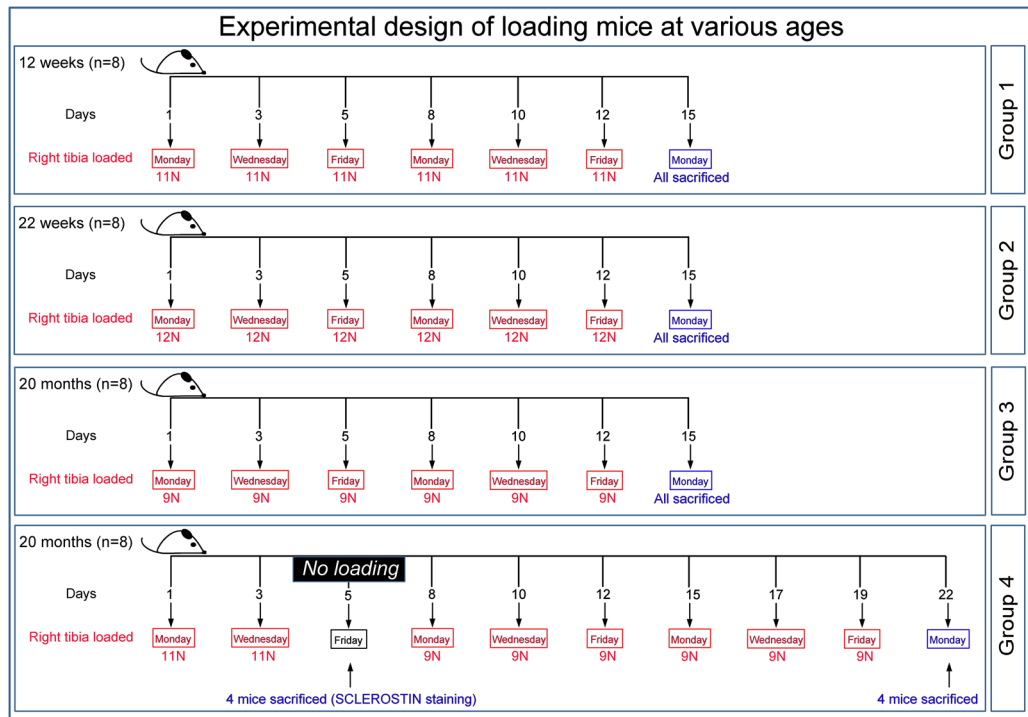 Experimental design of loading mice at various ages
12 weeks (n=8)
Days 1 3 5 8 10 12 15
Right tibia loaded Monday Wednesday Friday Monday Wednesday Friday Monday
11N 11N 11N 11N 11N 11N All sacrificed
Group 1
22 weeks (n=8)
Days 1 3 5 8 10 12 15
Right tibia loaded Monday Wednesday Friday Monday Wednesday Friday Monday
12N 12N 12N 12N 12N 12N All sacrificed
Group 2
20 months (n=8)
Days 1 3 5 8 10 12 15
Right tibia loaded Monday Wednesday Friday Monday Wednesday Friday Monday
9N 9N 9N 9N 9N 9N All sacrificed
Group 3
20 months (n=8)
No loading
Days 1 3 5 8 10 12 15 17 19 22
Right tibia loaded Monday Wednesday Friday Monday Wednesday Friday Monday Wednesday Friday Monday
11N 11N 9N 9N 9N 9N 9N 9N
4 mice sacrificed (SCLEROSTIN staining) 4 mice sacrificed
Group 4